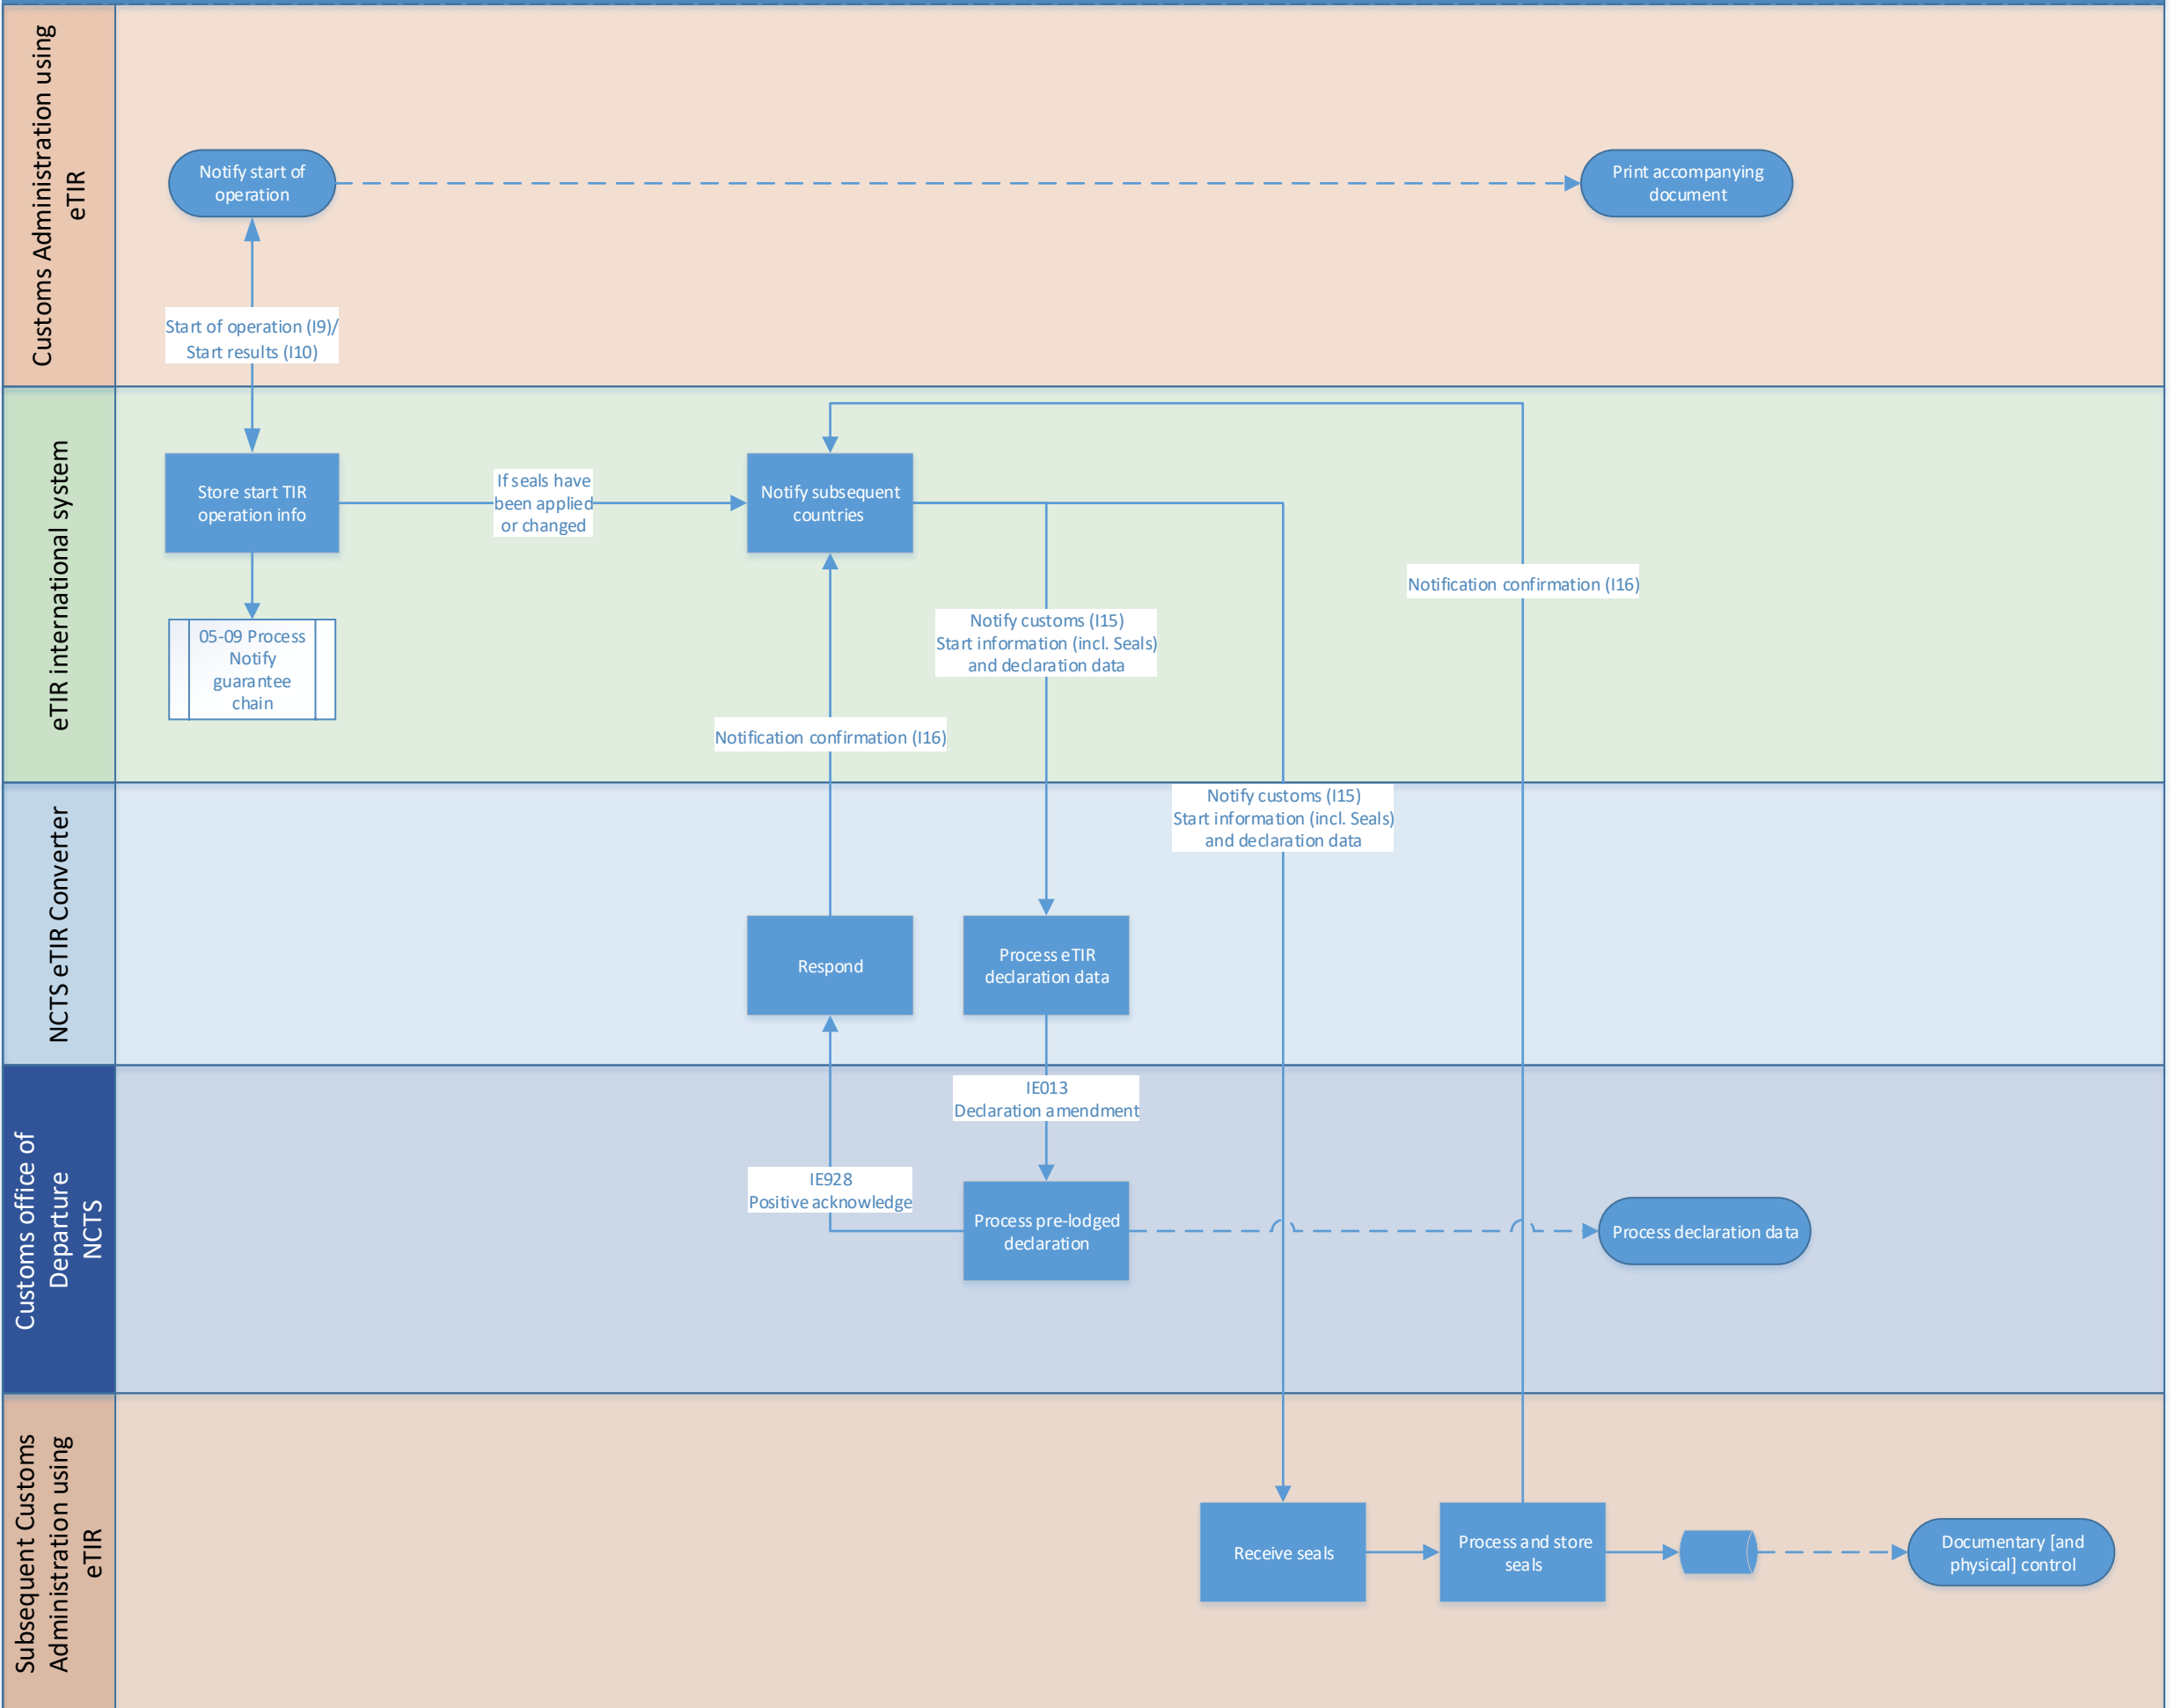 Customs Administration using
eTIR
Notify start of
operation
Print accompanying
document
Start of operation (I9)/
Start results (I10)
eTIR international system
Store start TIR
operation info
If seals have
been applied
or changed
Notify subsequent
countries
Notification confirmation (I16)
05-09 Process
Notify
guarantee
chain
Notify customs (I15)
Start information (incl. Seals)
and declaration data
Notification confirmation (I16)
NCTS eTIR Converter
Notify customs (I15)
Start information (incl. Seals)
and declaration data
Respond
Process eTIR
declaration data
Customs office of
Departure
NCTS
IE013
Declaration amendment
IE928
Positive acknowledge
Process pre-lodged
declaration
Process declaration data
Subsequent Customs
Administration using
eTIR
Receive seals
Process and store
seals
Documentary [and
physical] control